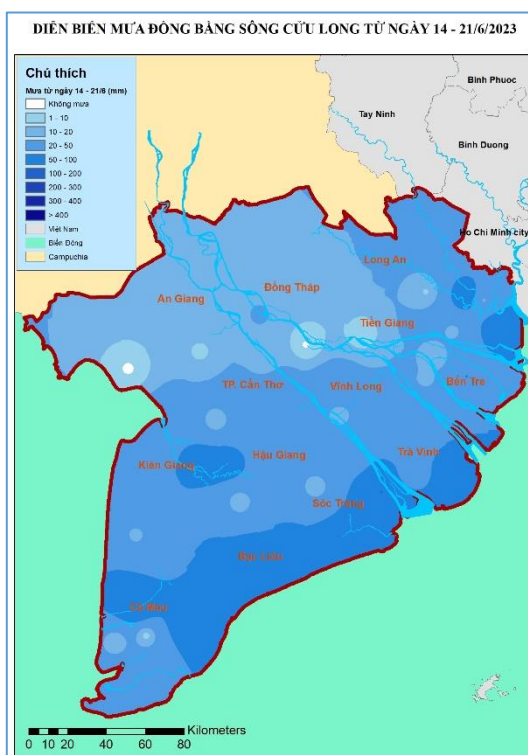 DIỄN BIẾN MƯA ĐỒNG BẰNG SÔNG CỬU LONG TỪ NGÀY 14 - 21/6/2023
Chú thích
Mưa từ ngày 14 - 21/6 (mm)
Không mưa
1 - 10
10 - 20
20 - 50
50 - 100
100 - 200
200 - 300
300 - 400
> 400
Việt Nam
Biển Đông
Campuchia
Binh Phuoc
Tay Ninh
Binh Duong
Ho Chi Minh city
Long An
Đồng Tháp
An Giang
Tiền Giang
TP. Cần Thơ
Vĩnh Long
Bến Tre
Trà Vinh
Kiên Giang
Hậu Giang
Sóc Trăng
Bạc Liêu
Cà Mau
Kilometers
0 10 20 40 60 80